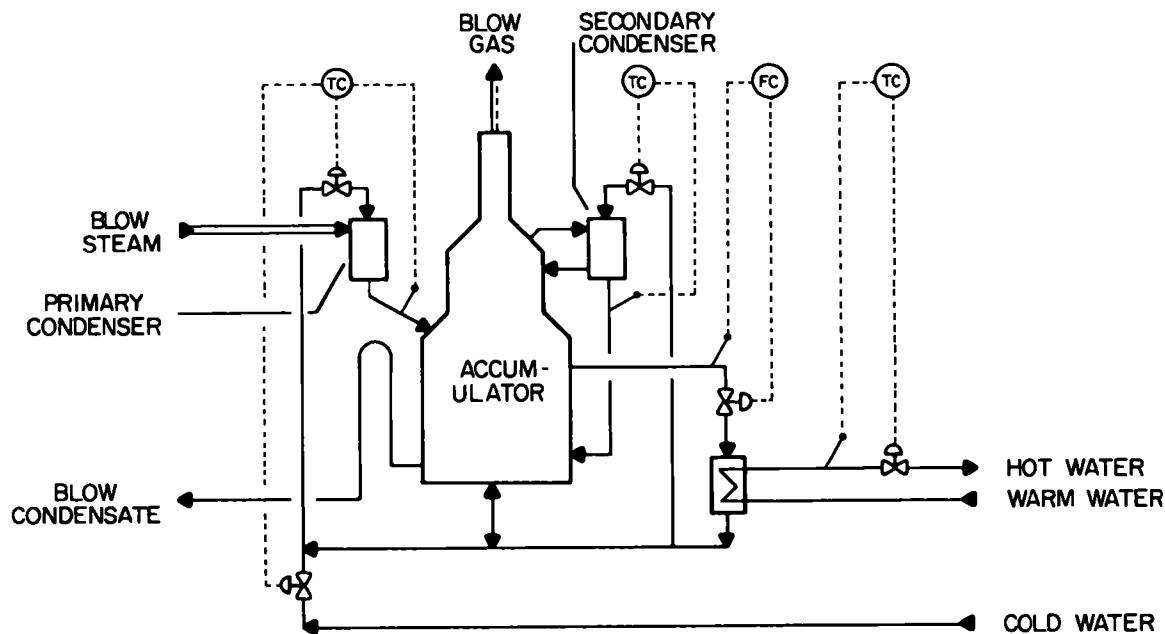 BLOW
GAS
SECONDARY
CONDENSER
TC
TC
FC
TC
BLOW
STEAM
PRIMARY
CONDENSER
ACCUM-
ULATOR
BLOW
CONDENSATE
HOT WATER
WARM WATER
COLD WATER